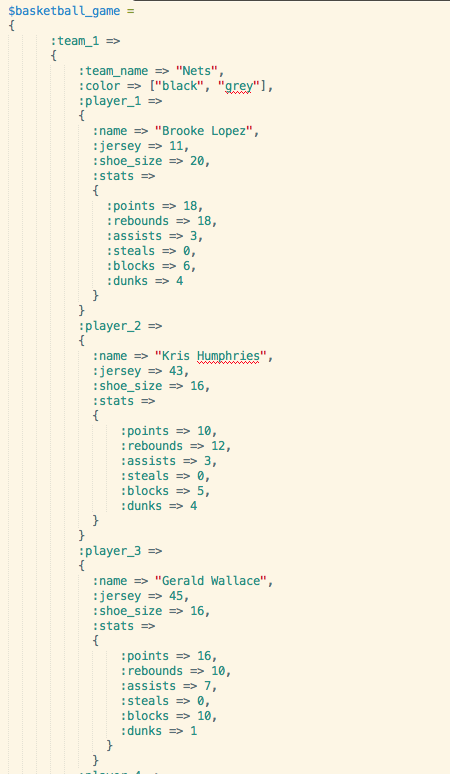 $basketball_game =
{
:team_1 =>
{
:team_name => "Nets",
:color => ["black", "grey"],
:player_1 =>
{
:name => "Brooke Lopez",
:jersey => 11,
:shoe_size => 20,
:stats =>
{
:points => 18,
:rebounds => 18,
:assists => 3,
:steals => 0,
:blocks => 6,
:dunks => 4
}
}
:player_2 =>
{
:name => "Kris Humphries",
:jersey => 43,
:shoe_size => 16,
:stats =>
{
:points => 10,
:rebounds => 12,
:assists => 3,
:steals => 0,
:blocks => 5,
:dunks => 4
}
}
:player_3 =>
{
:name => "Gerald Wallace",
:jersey => 45,
:shoe_size => 16,
:stats =>
{
:points => 16,
:rebounds => 10,
:assists => 7,
:steals => 0,
:blocks => 10,
:dunks => 1
}
}